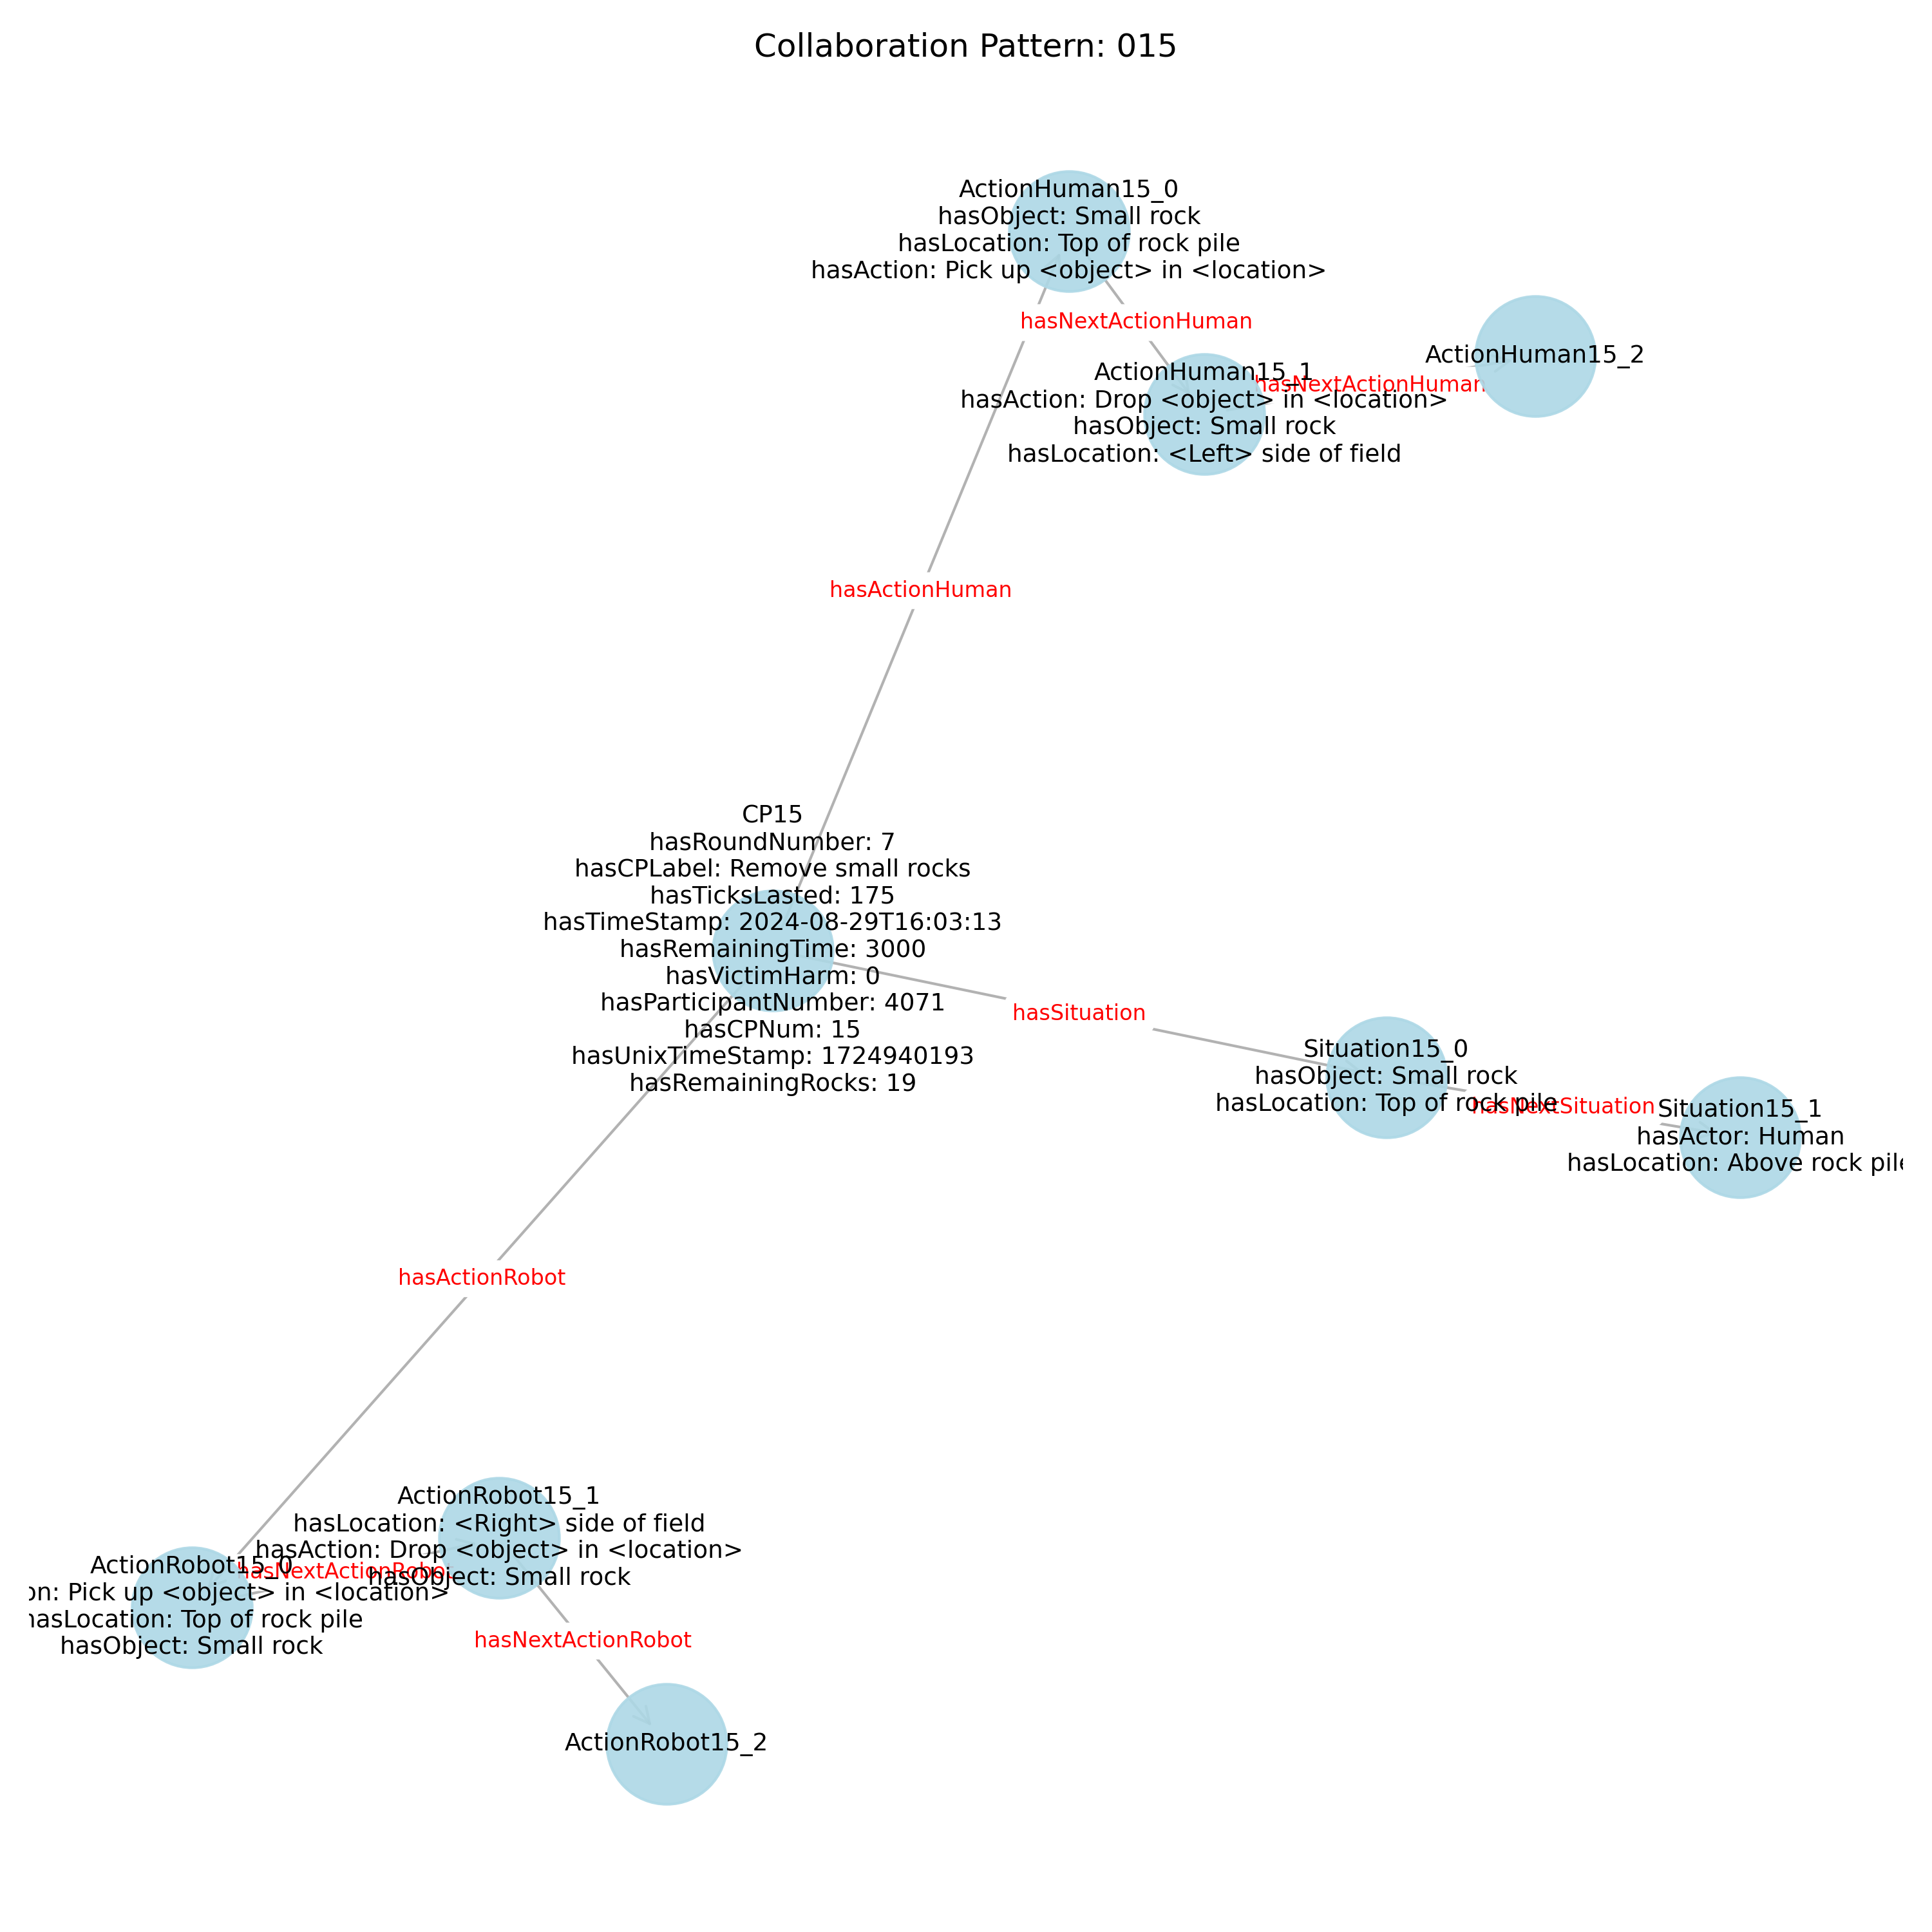 Collaboration Pattern: 015
ActionHuman15_0
hasObject: Small rock
hasLocation: Top of rock pile
hasAction: Pick up <object> in <location>
hasNextActionHuman
ActionHuman15_2
ActionHuman15_1
hasNextActionHuman
hasAction: Drop <object> in <location>
hasObject: Small rock
hasLocation: <Left> side of field
hasActionHuman
CP15
hasRoundNumber: 7
hasCPLabel: Remove small rocks
hasTicksLasted: 175
hasTimeStamp: 2024-08-29T16:03:13
hasRemainingTime: 3000
hasVictimHarm: 0
hasParticipantNumber: 4071
hasCPNum: 15
hasUnixTimeStamp: 1724940193
hasRemainingRocks: 19
hasSituation
Situation15_0
hasObject: Small rock
hasLocation: Top of rock pile
hasNextSituation
Situation15_1
hasActor: Human
hasLocation: Above rock pile
hasActionRobot
ActionRobot15_1
hasLocation: <Right> side of field
hasAction: Drop <object> in <location>
hasObject: Small rock
ActionRobot15_0
hasNextActionRobot
on: Pick up <object> in <location>
hasLocation: Top of rock pile
hasObject: Small rock
hasNextActionRobot
ActionRobot15_2